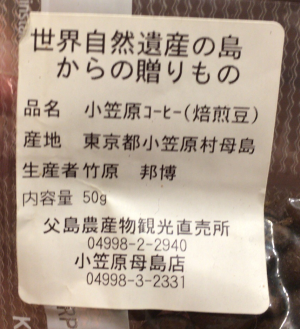 世界自然遺産の島
からの贈りもの
品名 小笠原ｺｰﾋｰ(焙煎豆)
産地 東京都小笠原村母島
生産者竹原 邦博
内容量 50g
父島農産物観光直売所
04998-2-2940
小笠原母島店
04998-3-2331